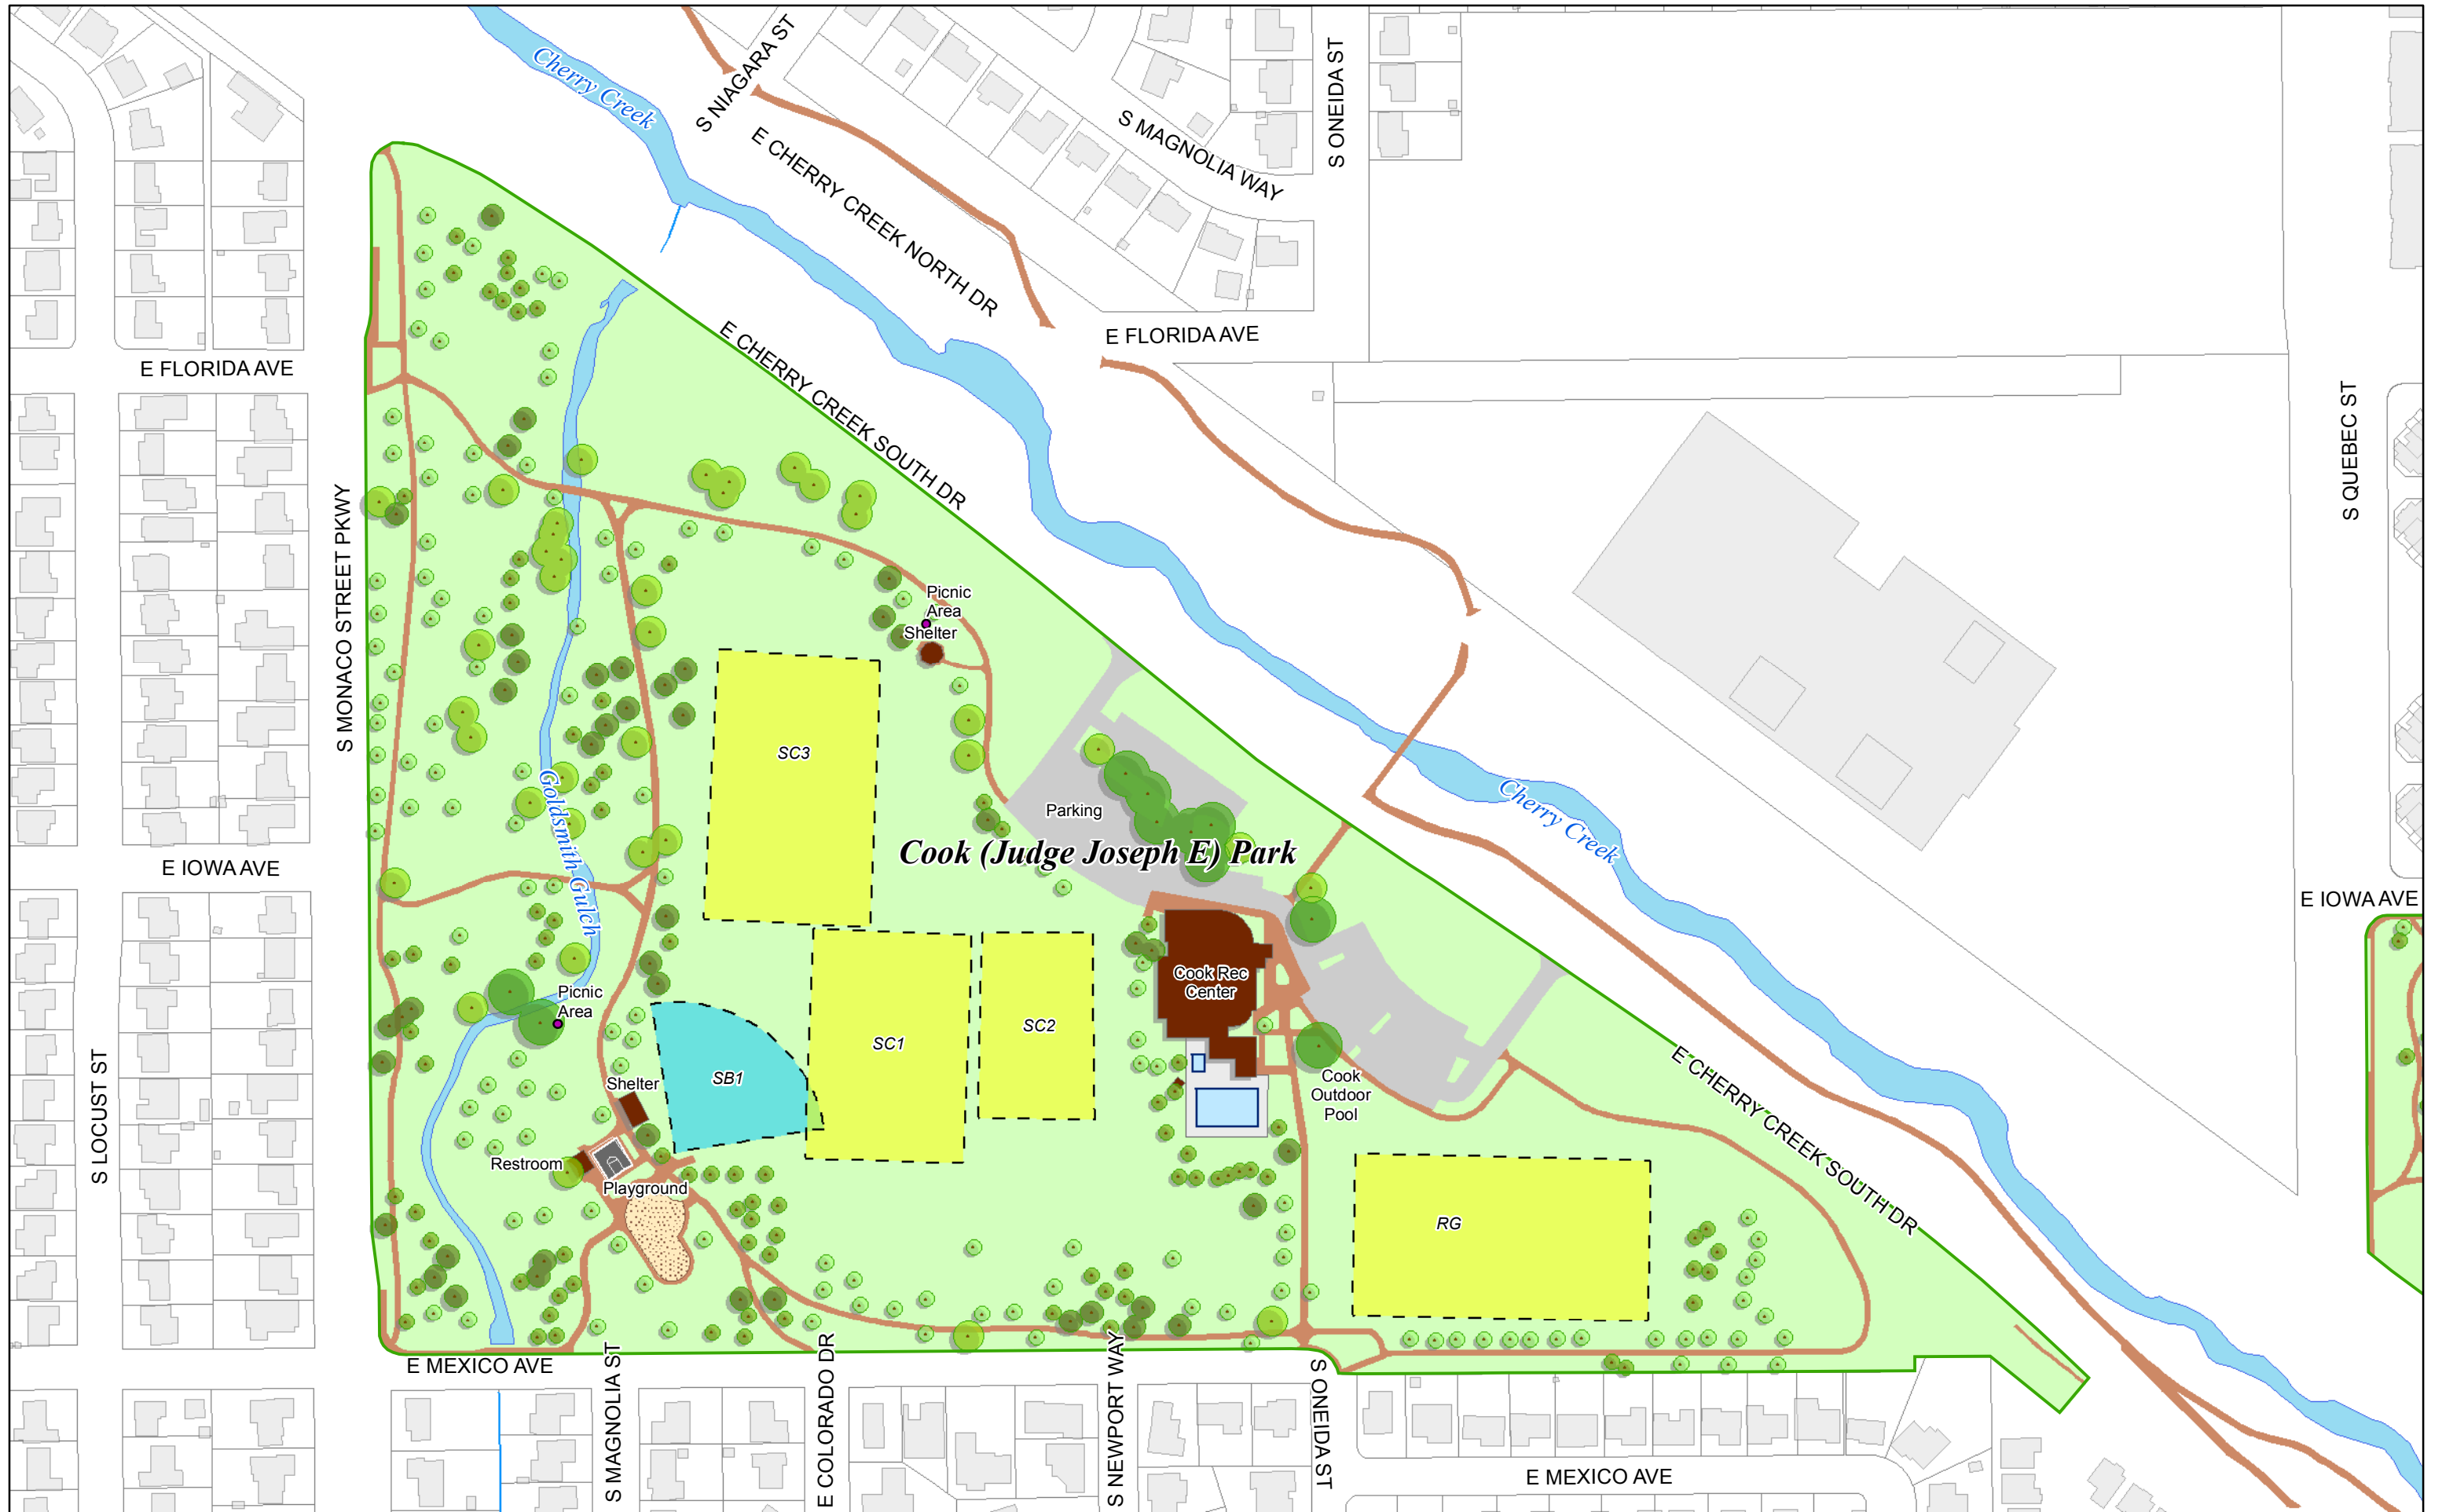 Cherry Creek
S NIAGARA ST
S ONEIDA ST
S MAGNOLIA WAY
E CHERRY CREEK NORTH DR
E FLORIDA AVE
E FLORIDA AVE
E CHERRY CREEK SOUTH DR
S QUEBEC ST
S MONACO STREET PKWY
Picnic
Area
Shelter
SC3
Parking
Cherry Creek
Goldsmith Gulch
Cook (Judge Joseph E) Park
E IOWA AVE
E IOWA AVE
Cook Rec
Center
Picnic
Area
SC2
SC1
SB1
Shelter
Cook
Outdoor
Pool
E CHERRY CREEK SOUTH DR
S LOCUST ST
Restroom
Playground
RG
E MEXICO AVE
S MAGNOLIA ST
E COLORADO DR
S NEWPORT WAY
S ONEIDA ST
E MEXICO AVE